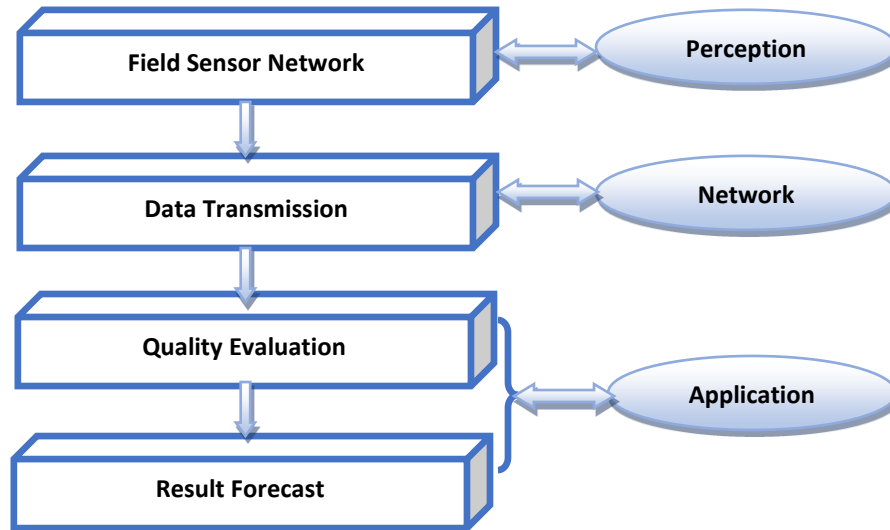 Field Sensor Network
Perception
Data Transmission
Network
Quality Evaluation
Application
Result Forecast